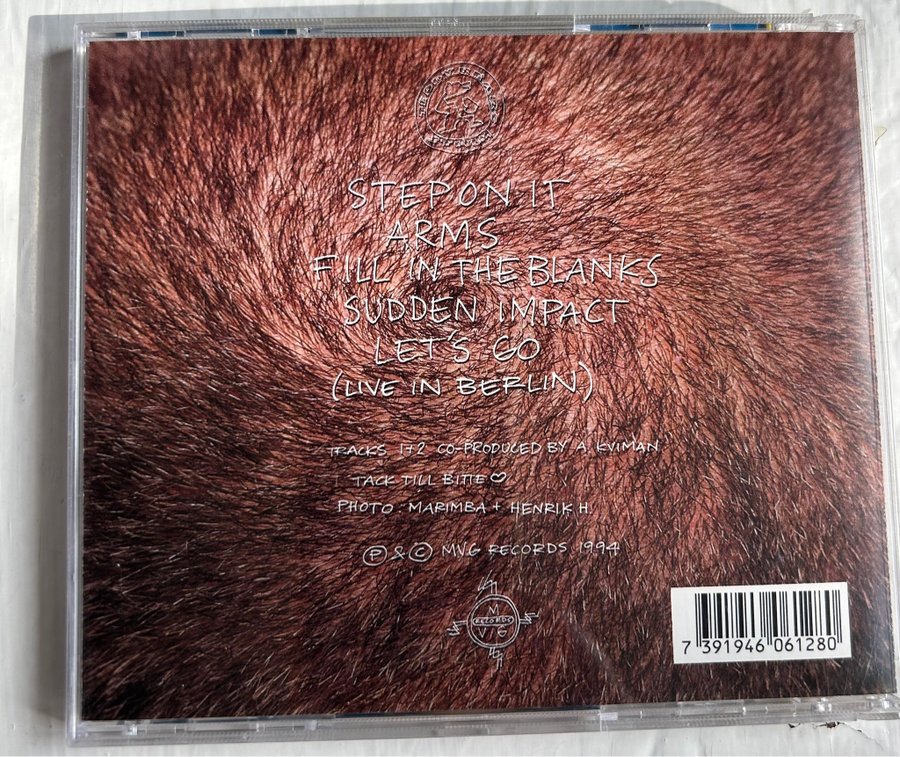 STEP ON IT
ARMS
FILL IN THE BLANKS
SUDDEN IMPACT
LET'S GO
(LIVE IN BERLIN)
TRACKS 1+2 CO-PRODUCED BY A. KVIMAN
TACK TILL BITTE ♡
PHOTO: MARIMBA + HENRIK H.
Ⓟ & © MVG RECORDS 1994
M
RECORDS
V G
7 391946 061280